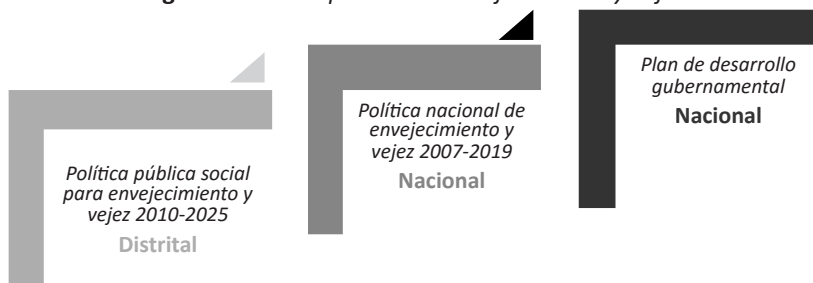 Política pública social
para envejecimiento y
vejez 2010-2025
Distrital
Política nacional de
envejecimiento y
vejez 2007-2019
Nacional
Plan de desarrollo
gubernamental
Nacional